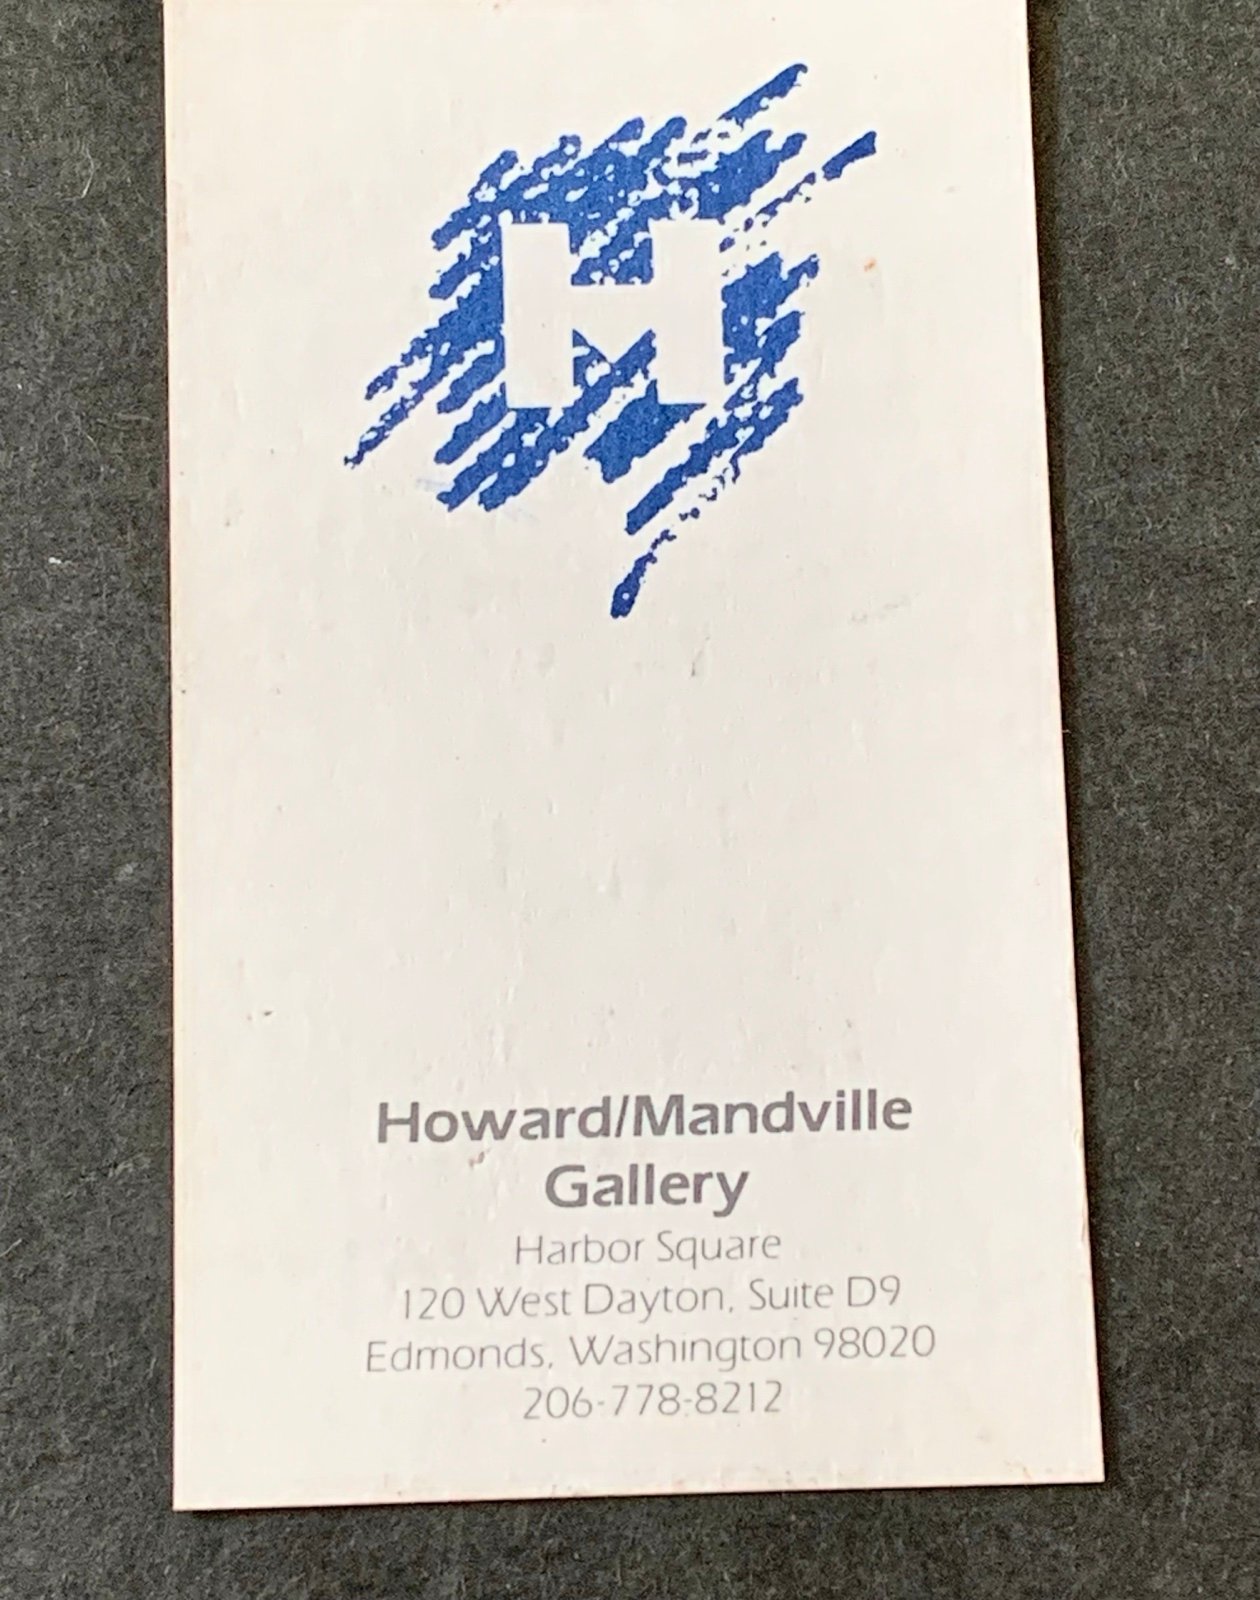 H
Howard/Mandville
Gallery
Harbor Square
120 West Dayton, Suite D9
Edmonds, Washington 98020
206-778-8212